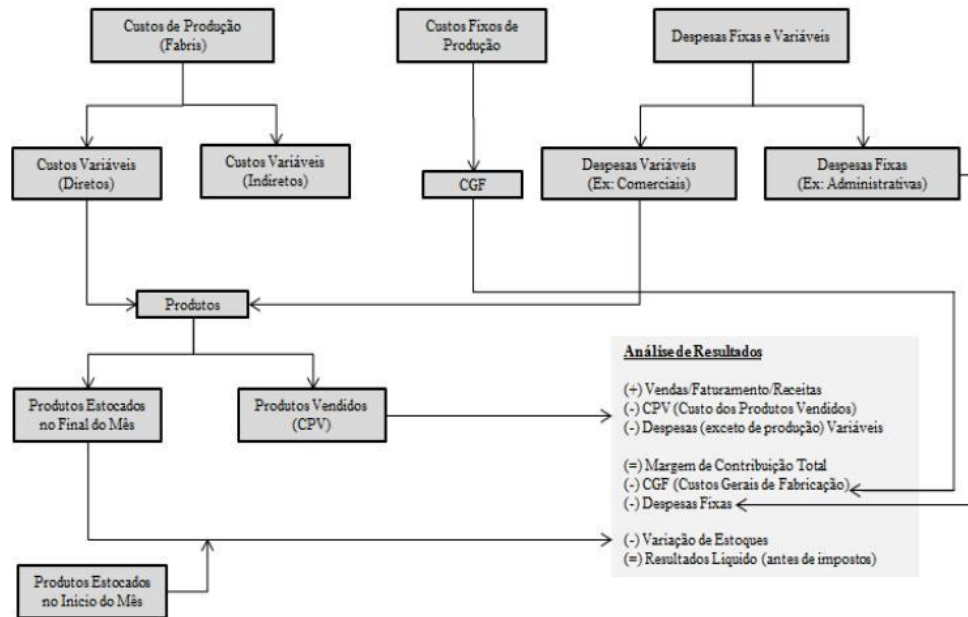 Custos de Produção
(Fabris)
Custos Fixos de
Produção
Despesas Fixas e Variáveis
Custos Variáveis
(Diretos)
Custos Variáveis
(Indiretos)
CGF
Despesas Variáveis
(Ex: Comerciais)
Despesas Fixas
(Ex: Administrativas)
Produtos
Produtos Estocados
no Final do Mês
Produtos Vendidos
(CPV)
Análise de Resultados
(+) Vendas/Faturamento/Receitas
(-) CPV (Custo dos Produtos Vendidos)
(-) Despesas (exceto de produção) Variáveis
(=) Margem de Contribuição Total
(-) CGF (Custos Gerais de Fabricação)
(-) Despesas Fixas
(-) Variação de Estoques
(=) Resultados Líquido (antes de impostos)
Produtos Estocados
no Inicio do Mês